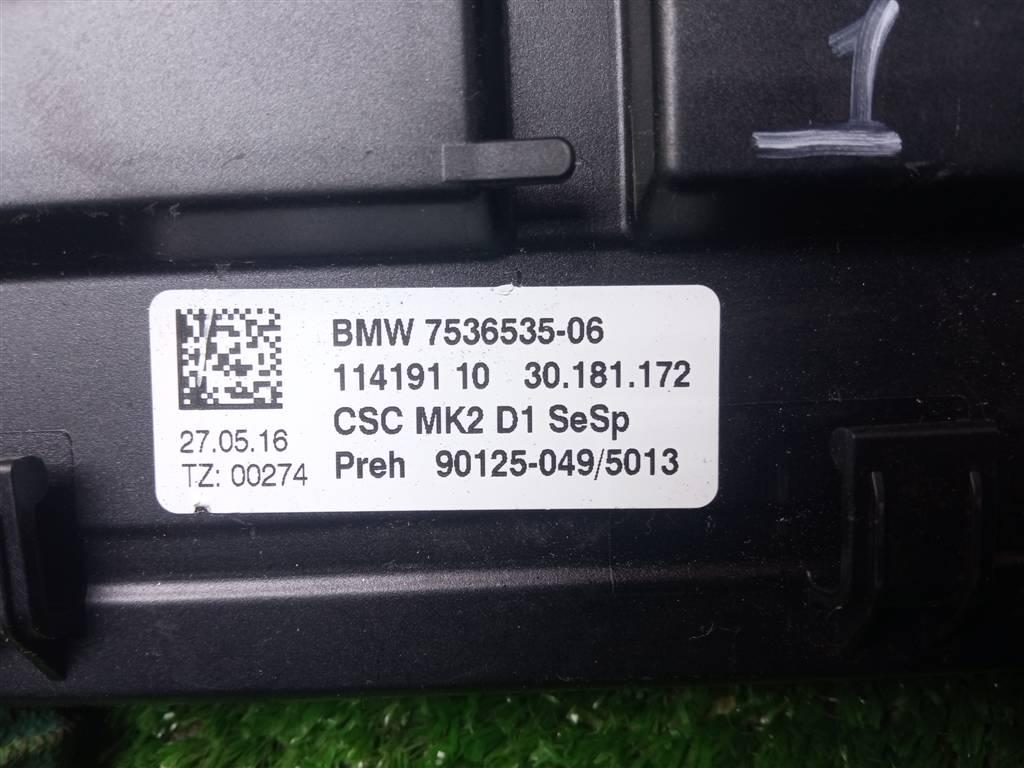 1
BMW 7536535-06
114191 10 30.181.172
CSC MK2 D1 SeSp
Preh 90125-049/5013
27.05.16
TZ: 00274